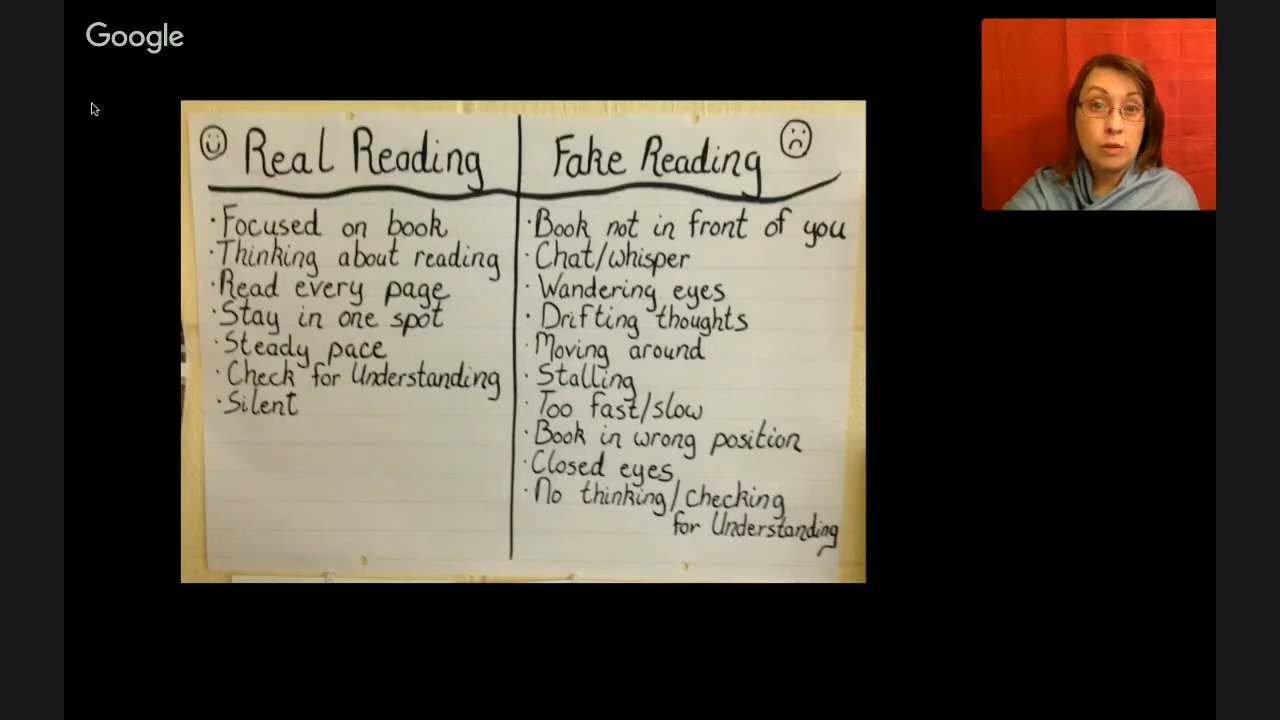 Google
Real Reading
· Focused on book
· Thinking about reading
· Read every page
· Stay in one spot
· Steady pace
· Check for Understanding
· Silent
Fake Reading
· Book not in front of you
· Chat/whisper
· Wandering eyes
· Drifting thoughts
· Moving around
· Stalling
· Too fast/slow
· Book in wrong position
· Closed eyes
· No thinking/checking
for Understanding